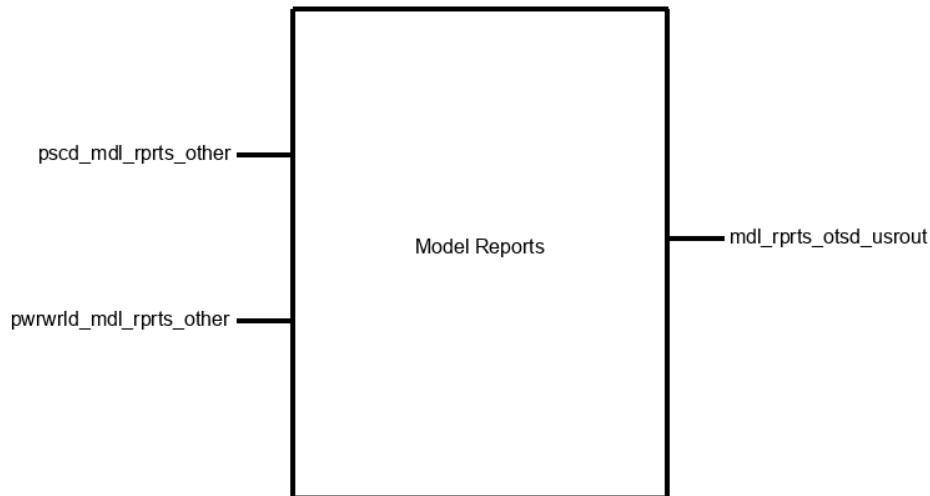 pscd_mdl_rprts_other
Model Reports
mdl_rprts_otsd_usrout
pwrwrld_mdl_rprts_other